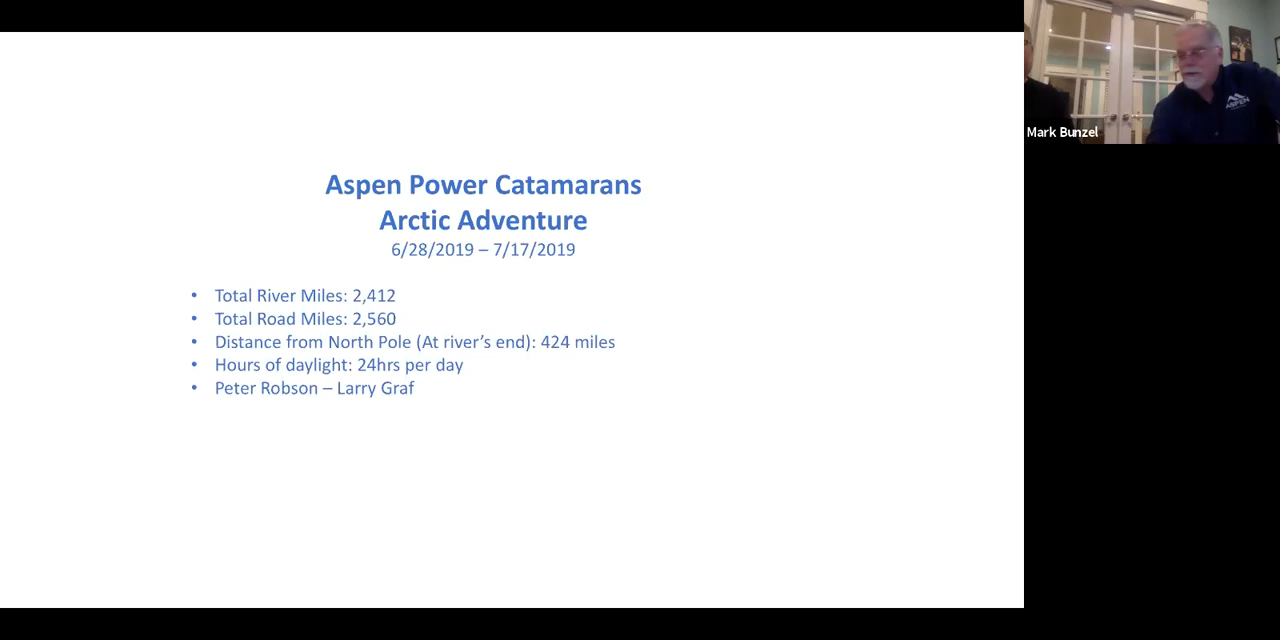 Aspen Power Catamarans
Arctic Adventure
6/28/2019 – 7/17/2019
• Total River Miles: 2,412
• Total Road Miles: 2,560
• Distance from North Pole (At river’s end): 424 miles
• Hours of daylight: 24hrs per day
• Peter Robson – Larry Graf
ASPEN
Mark Bunzel